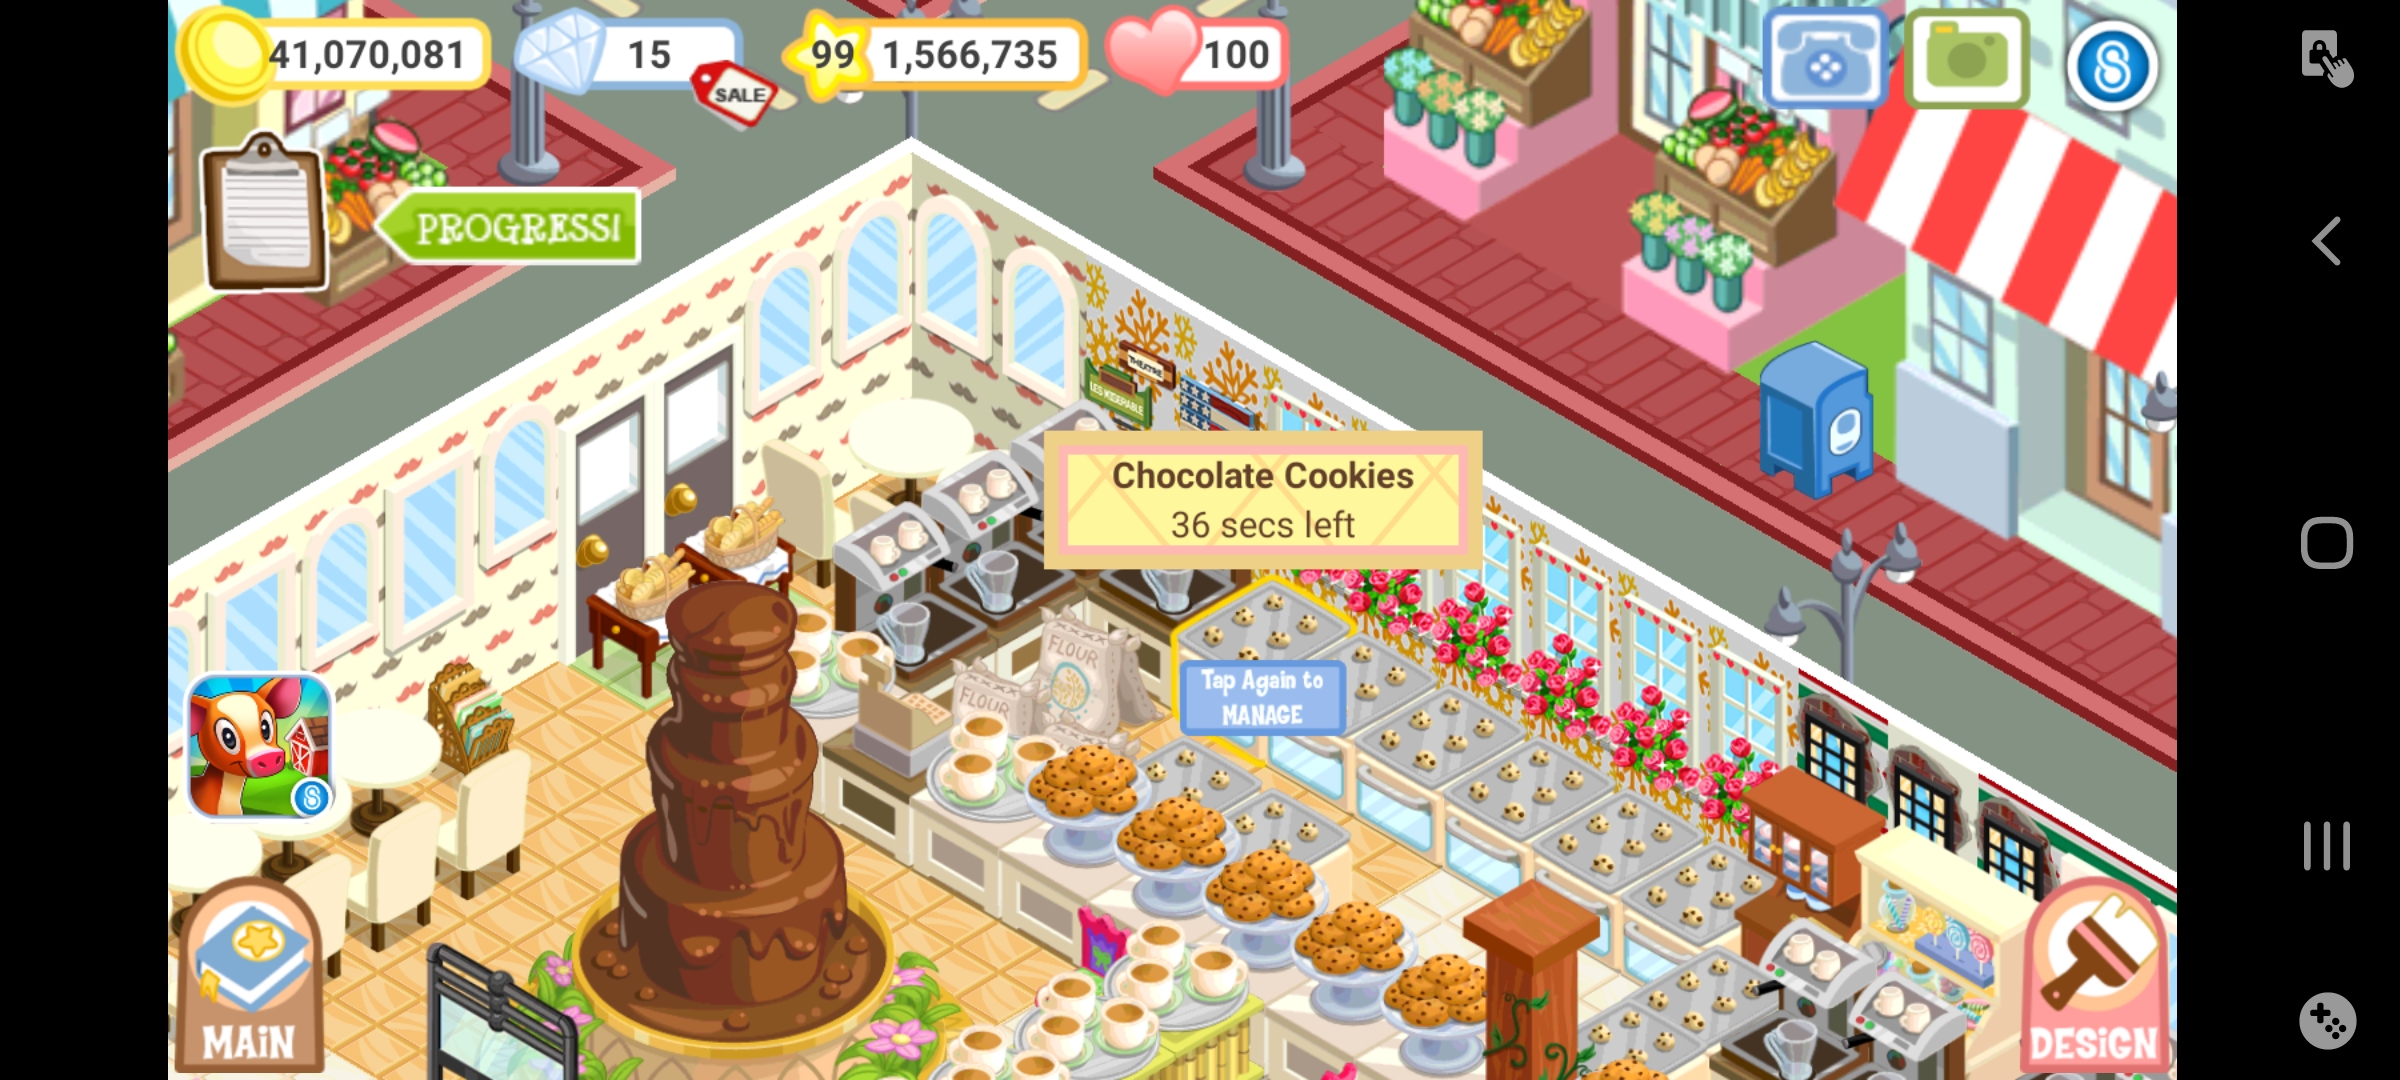 41,070,081
15
SALE
99
1,566,735
100
PROGRESS!
THEATRE
LES MISERABLE
Chocolate Cookies
36 secs left
FLOUR
FLOUR
Tap Again to
MANAGE
MAIN
DESIGN